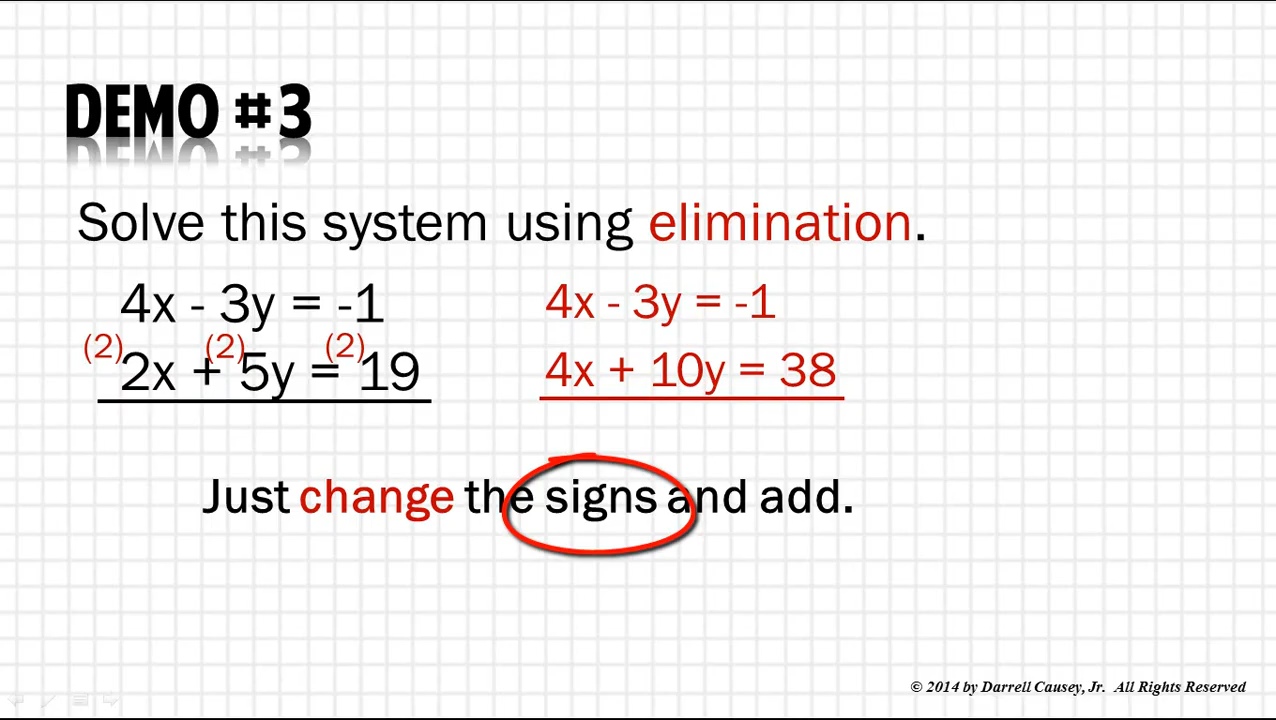 DEMO #3
Solve this system using elimination.
4x - 3y = -1
(2) (2) (2)
2x + 5y = 19
4x - 3y = -1
4x + 10y = 38
Just change the signs and add.
© 2014 by Darrell Causey, Jr. All Rights Reserved